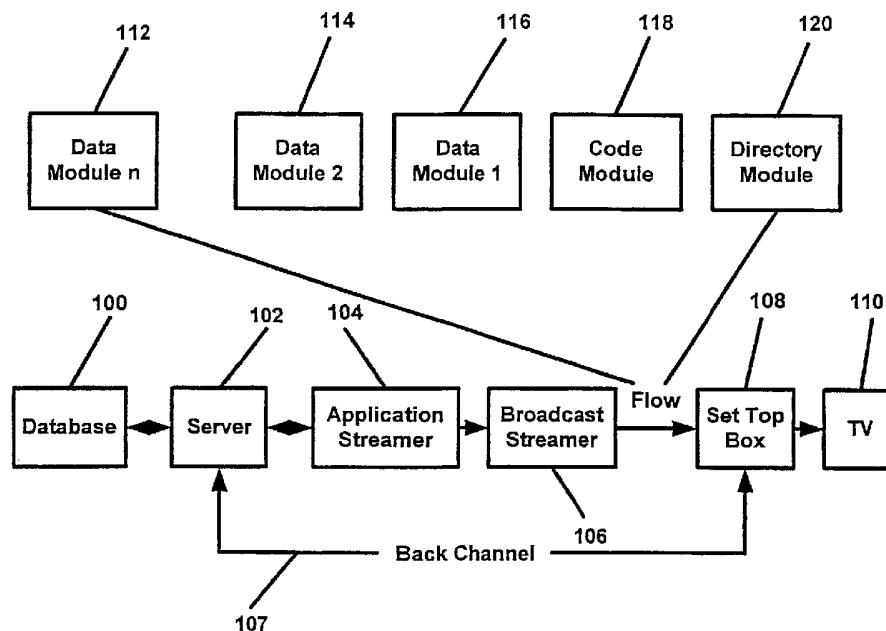 112 114 116 118 120
Data Module n
Data Module 2
Data Module 1
Code Module
Directory Module
100 102 104 108 110
Database
Server
Application Streamer
Broadcast Streamer
Flow
Set Top Box
TV
106
Back Channel
107